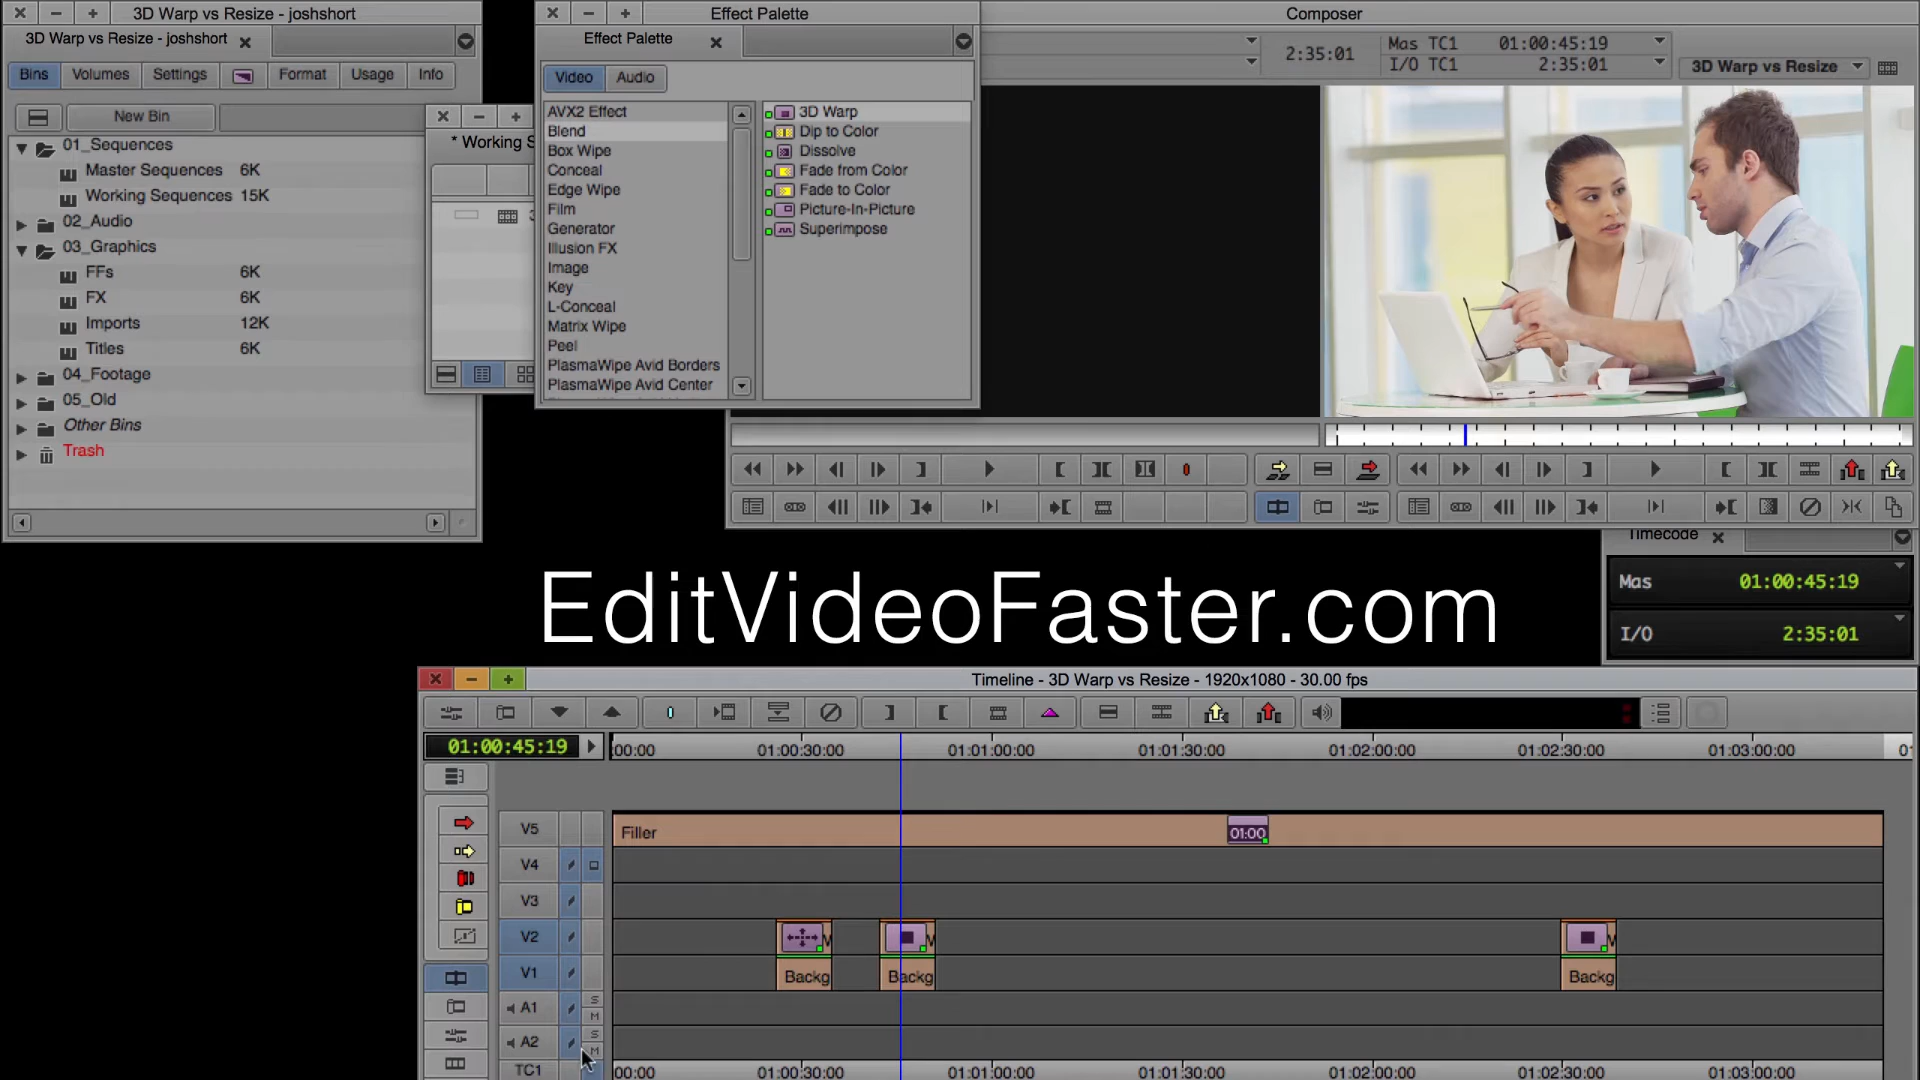 3D Warp vs Resize - joshshort
3D Warp vs Resize - joshshort
Bins Volumes Settings Format Usage Info
New Bin
01_Sequences
Master Sequences 6K
Working Sequences 15K
02_Audio
03_Graphics
FFs 6K
FX 6K
Imports 12K
Titles 6K
04_Footage
05_Old
Other Bins
Trash
* Working S
Effect Palette
Effect Palette
Video Audio
AVX2 Effect
Blend
Box Wipe
Conceal
Edge Wipe
Film
Generator
Illusion FX
Image
Key
L-Conceal
Matrix Wipe
Peel
PlasmaWipe Avid Borders
PlasmaWipe Avid Center
3D Warp
Dip to Color
Dissolve
Fade from Color
Fade to Color
Picture-In-Picture
Superimpose
Composer
2:35:01
Mas TC1 01:00:45:19
I/O TC1 2:35:01
3D Warp vs Resize
Timecode
Mas 01:00:45:19
I/O 2:35:01
EditVideoFaster.com
Timeline - 3D Warp vs Resize - 1920x1080 - 30.00 fps
01:00:45:19
:00:00 01:00:30:00 01:01:00:00 01:01:30:00 01:02:00:00 01:02:30:00 01:03:00:00 01
V5 Filler 01:00
V4
V3
V2
V1 Backg Backg Backg
A1 S M
A2 S M
TC1 00:00 01:00:30:00 01:01:00:00 01:01:30:00 01:02:00:00 01:02:30:00 01:03:00:00